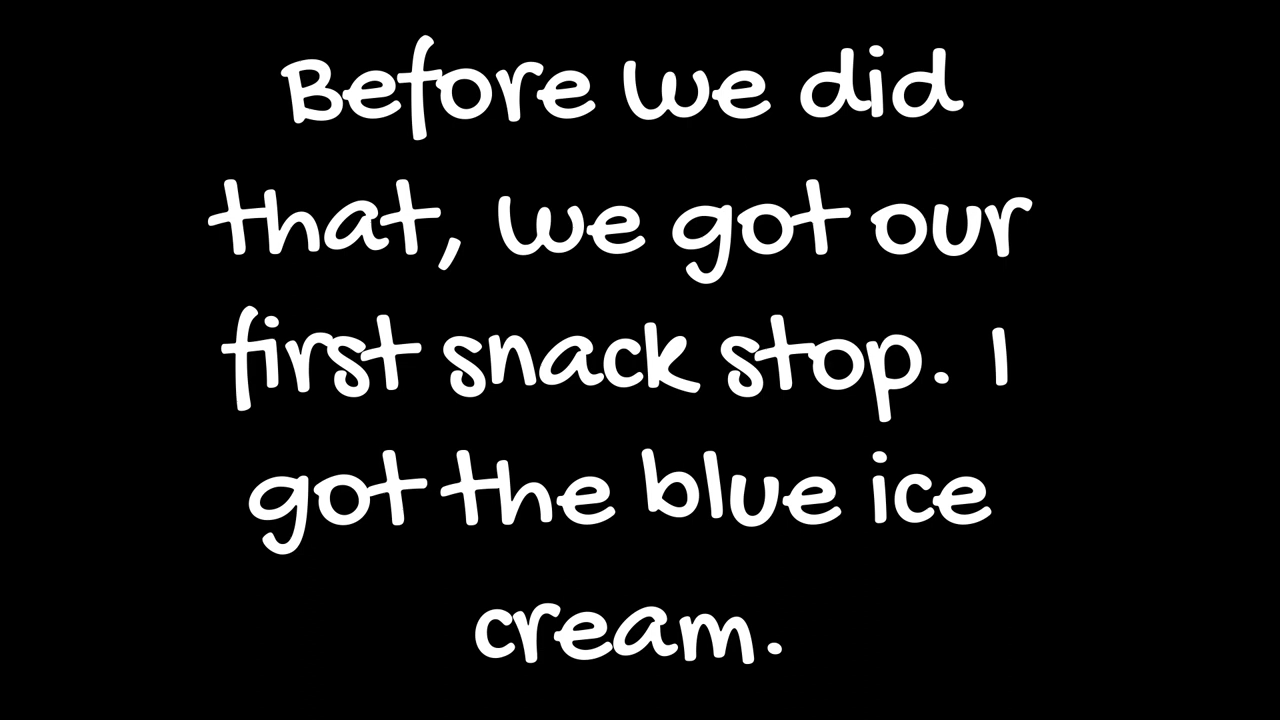 Before we did
that, we got our
first snack stop. I
got the blue ice
cream.